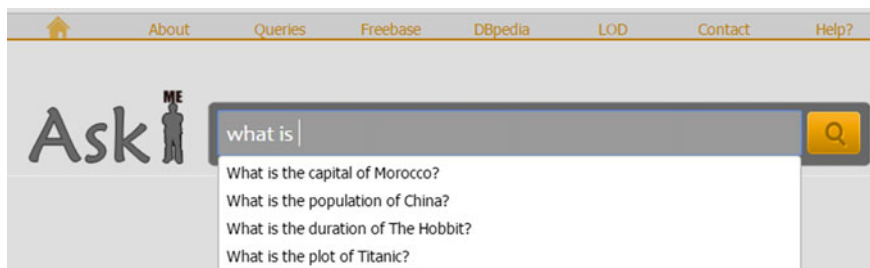 About Queries Freebase DBpedia LOD Contact Help?
Ask ME
what is
What is the capital of Morocco?
What is the population of China?
What is the duration of The Hobbit?
What is the plot of Titanic?